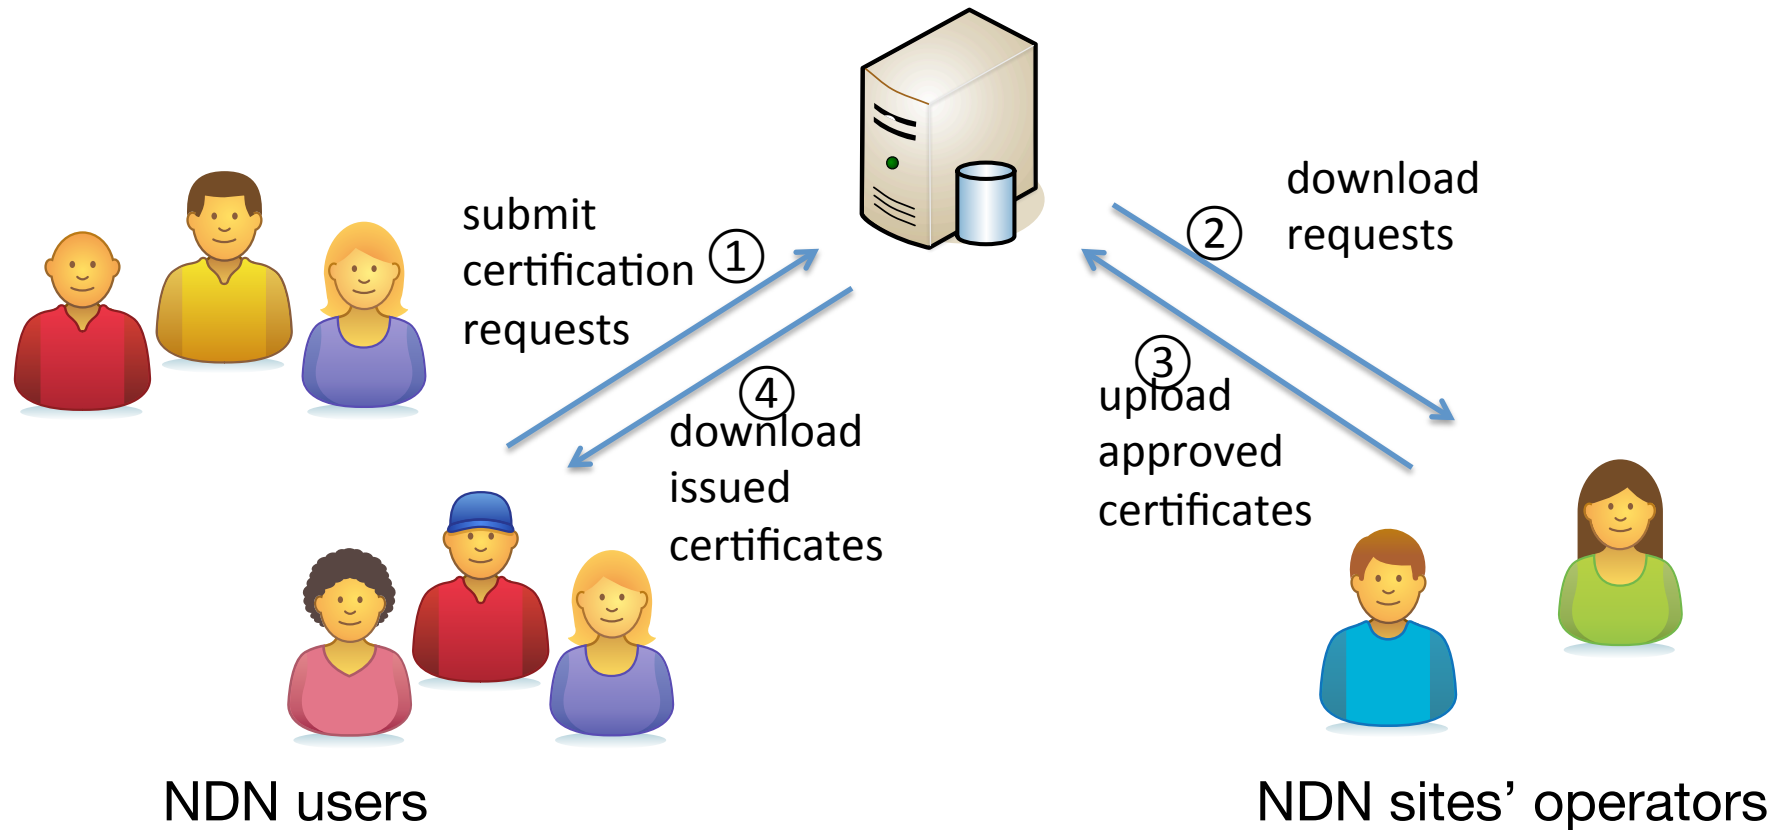 submit
certification
requests
①
②
download
requests
③
upload
approved
certificates
④
download
issued
certificates
NDN users
NDN sites’ operators